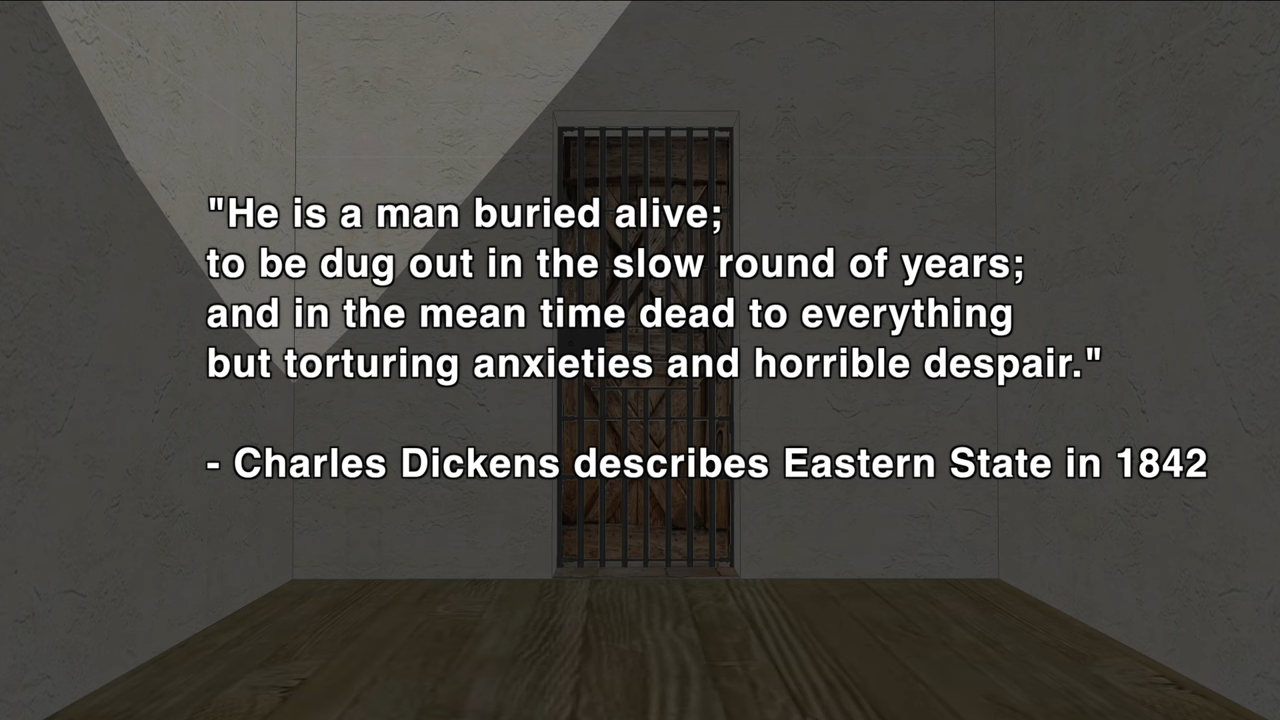 "He is a man buried alive;
to be dug out in the slow round of years;
and in the mean time dead to everything
but torturing anxieties and horrible despair."
- Charles Dickens describes Eastern State in 1842